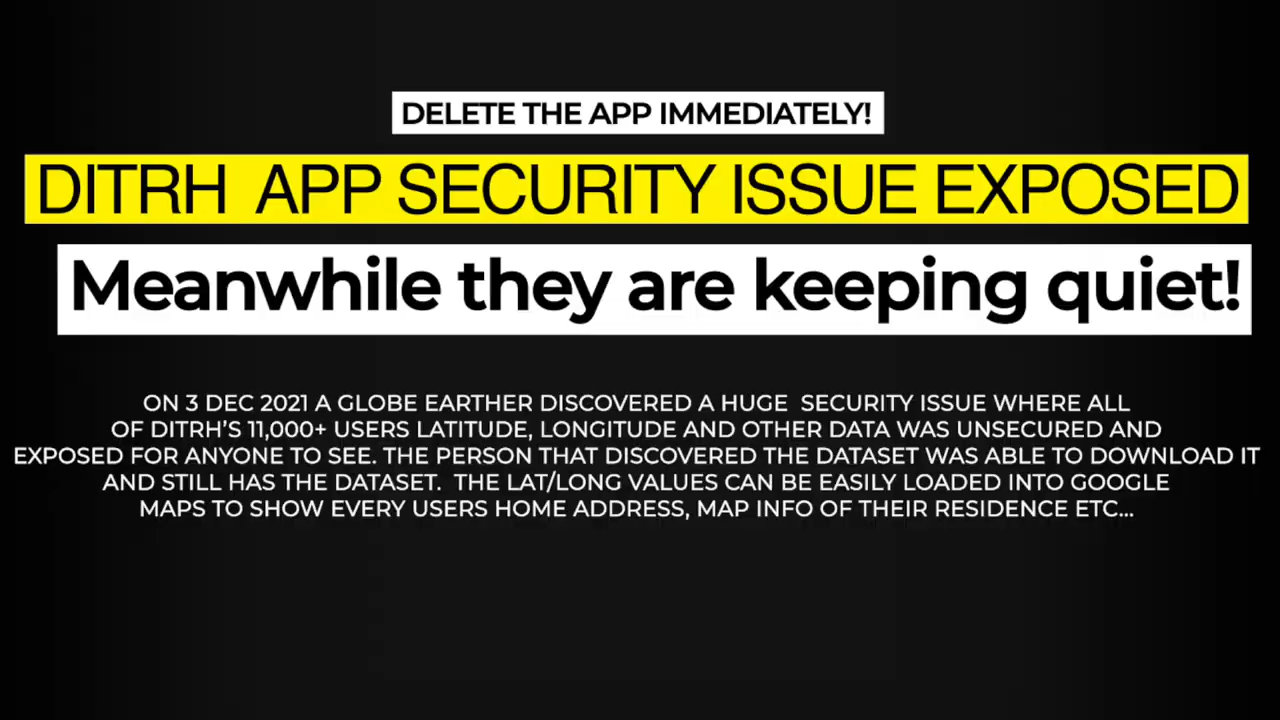 DELETE THE APP IMMEDIATELY!
DITRH APP SECURITY ISSUE EXPOSED
Meanwhile they are keeping quiet!
ON 3 DEC 2021 A GLOBE EARTHER DISCOVERED A HUGE SECURITY ISSUE WHERE ALL
OF DITRH'S 11,000+ USERS LATITUDE, LONGITUDE AND OTHER DATA WAS UNSECURED AND
EXPOSED FOR ANYONE TO SEE. THE PERSON THAT DISCOVERED THE DATASET WAS ABLE TO DOWNLOAD IT
AND STILL HAS THE DATASET. THE LAT/LONG VALUES CAN BE EASILY LOADED INTO GOOGLE
MAPS TO SHOW EVERY USERS HOME ADDRESS, MAP INFO OF THEIR RESIDENCE ETC...